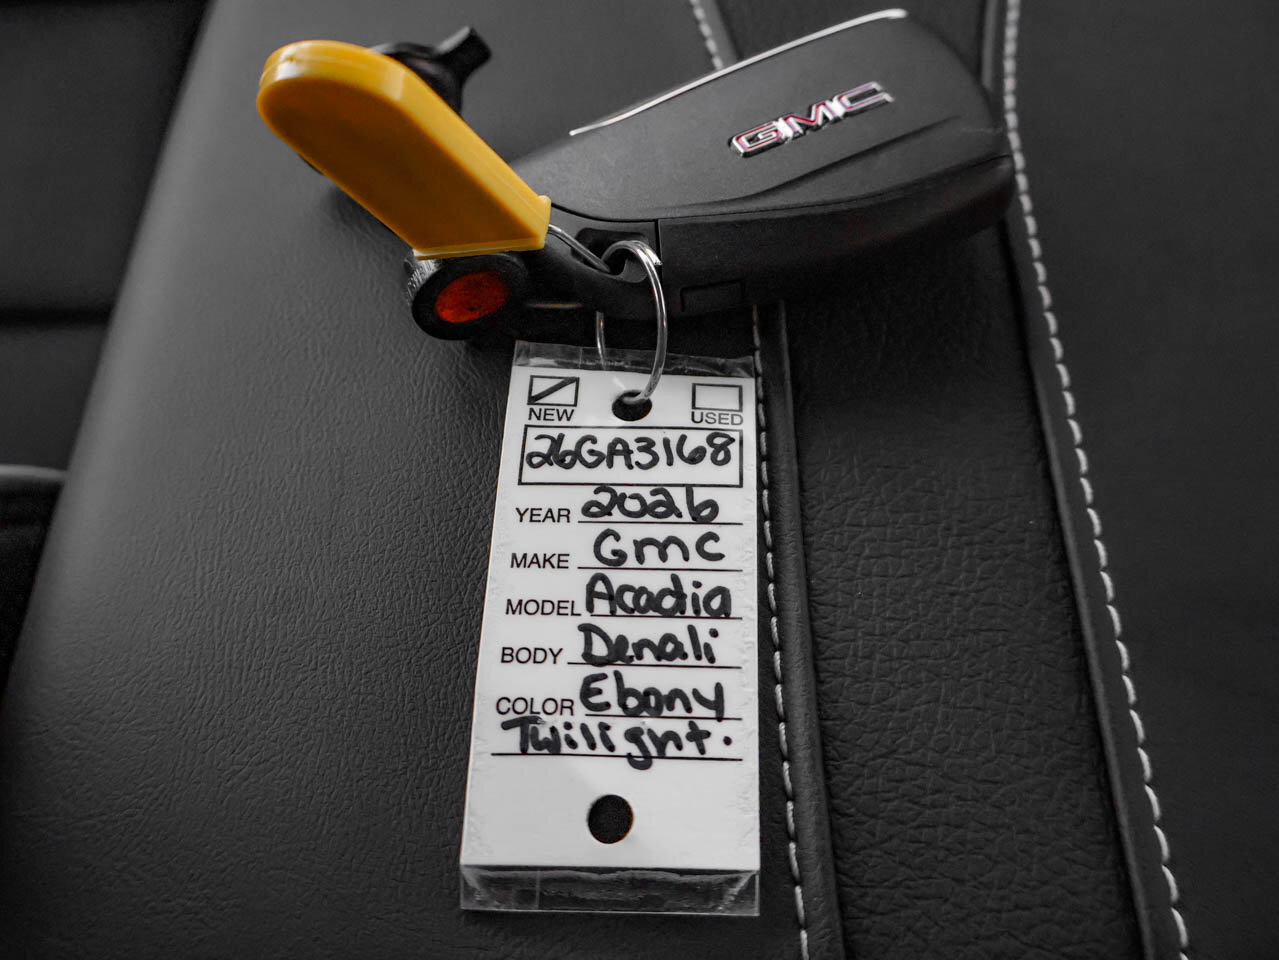 GMC
NEW USED
26GA3168
YEAR 2026
MAKE GMC
MODEL Acadia
BODY Denali
COLOR Ebony
Twilight.